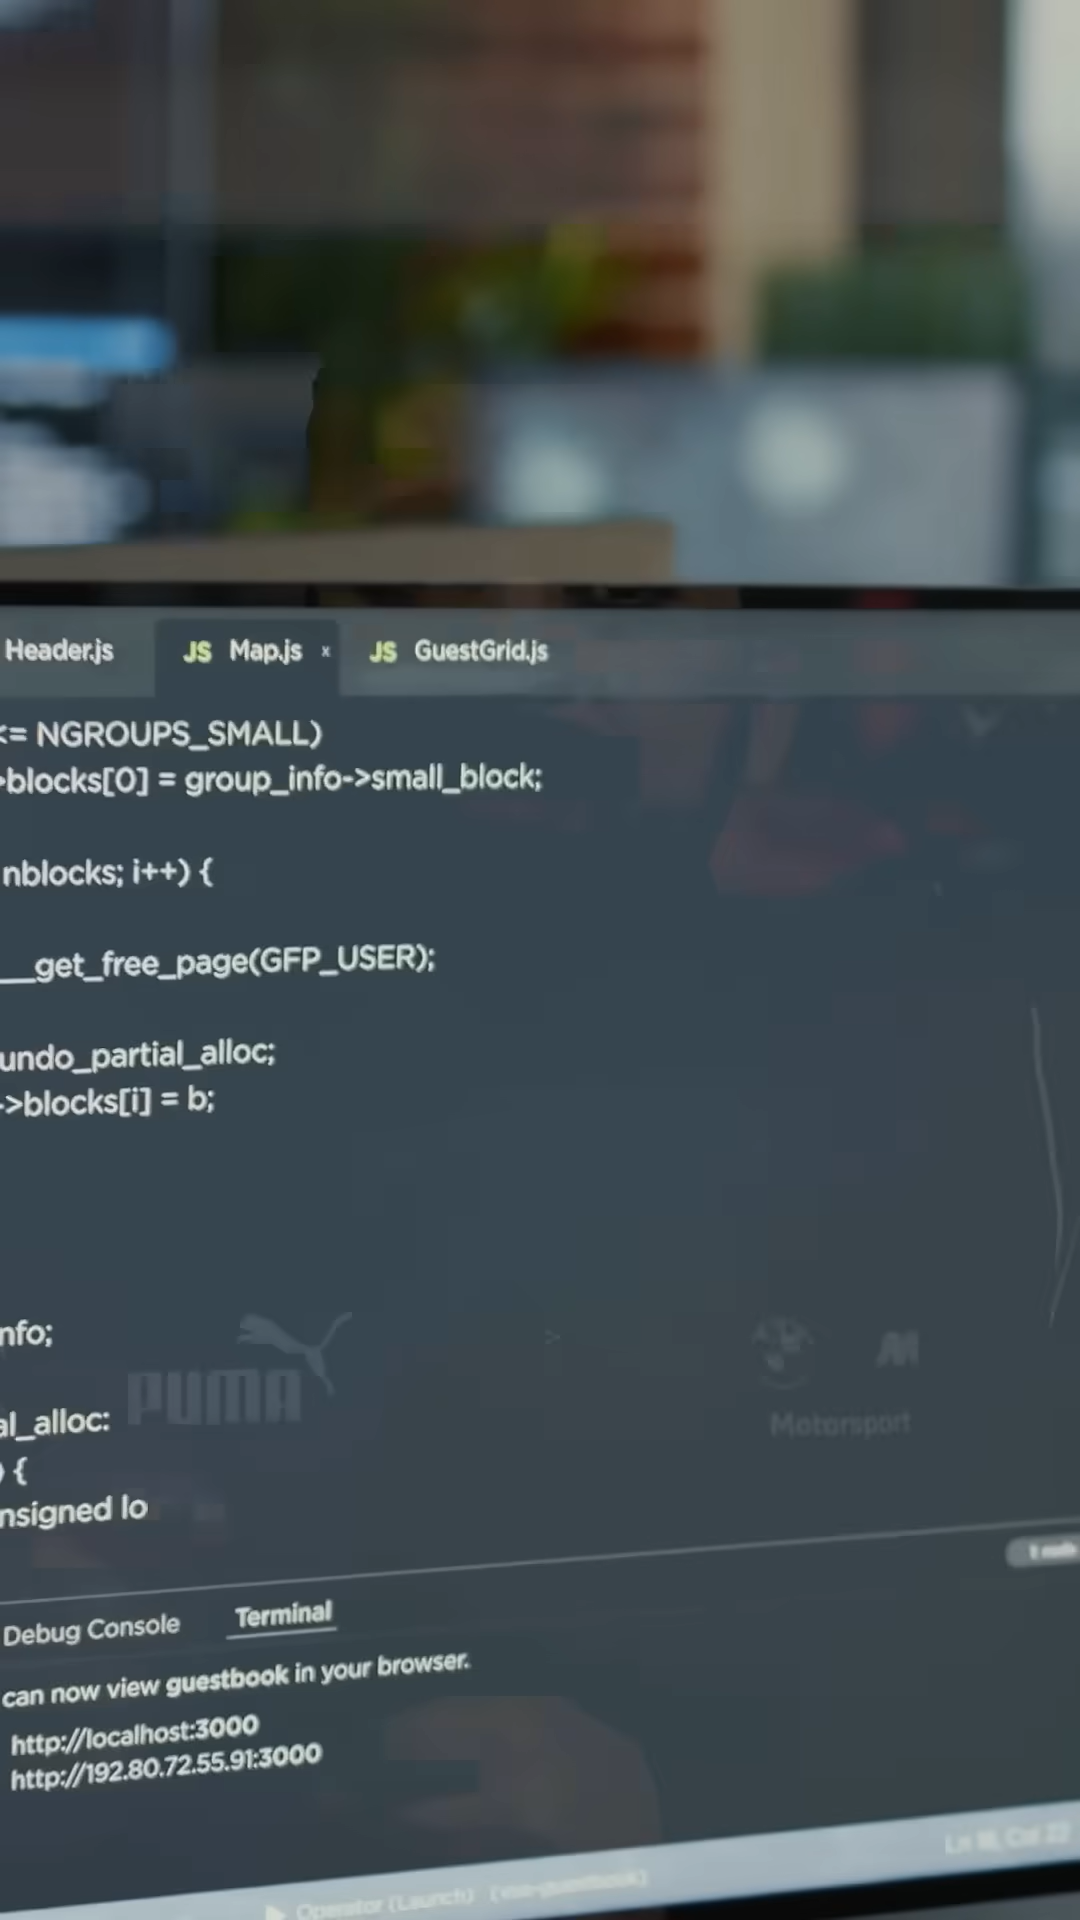 Header.js
JS Map.js x
JS GuestGrid.js
<= NGROUPS_SMALL)
>blocks[0] = group_info->small_block;
nblocks; i++) {
__get_free_page(GFP_USER);
undo_partial_alloc;
->blocks[i] = b;
nfo;
al_alloc:
) {
nsigned lo
PUMA
M
Motorsport
Debug Console
Terminal
can now view guestbook in your browser.
http://localhost:3000
http://192.80.72.55.91:3000
Operator (Launch)